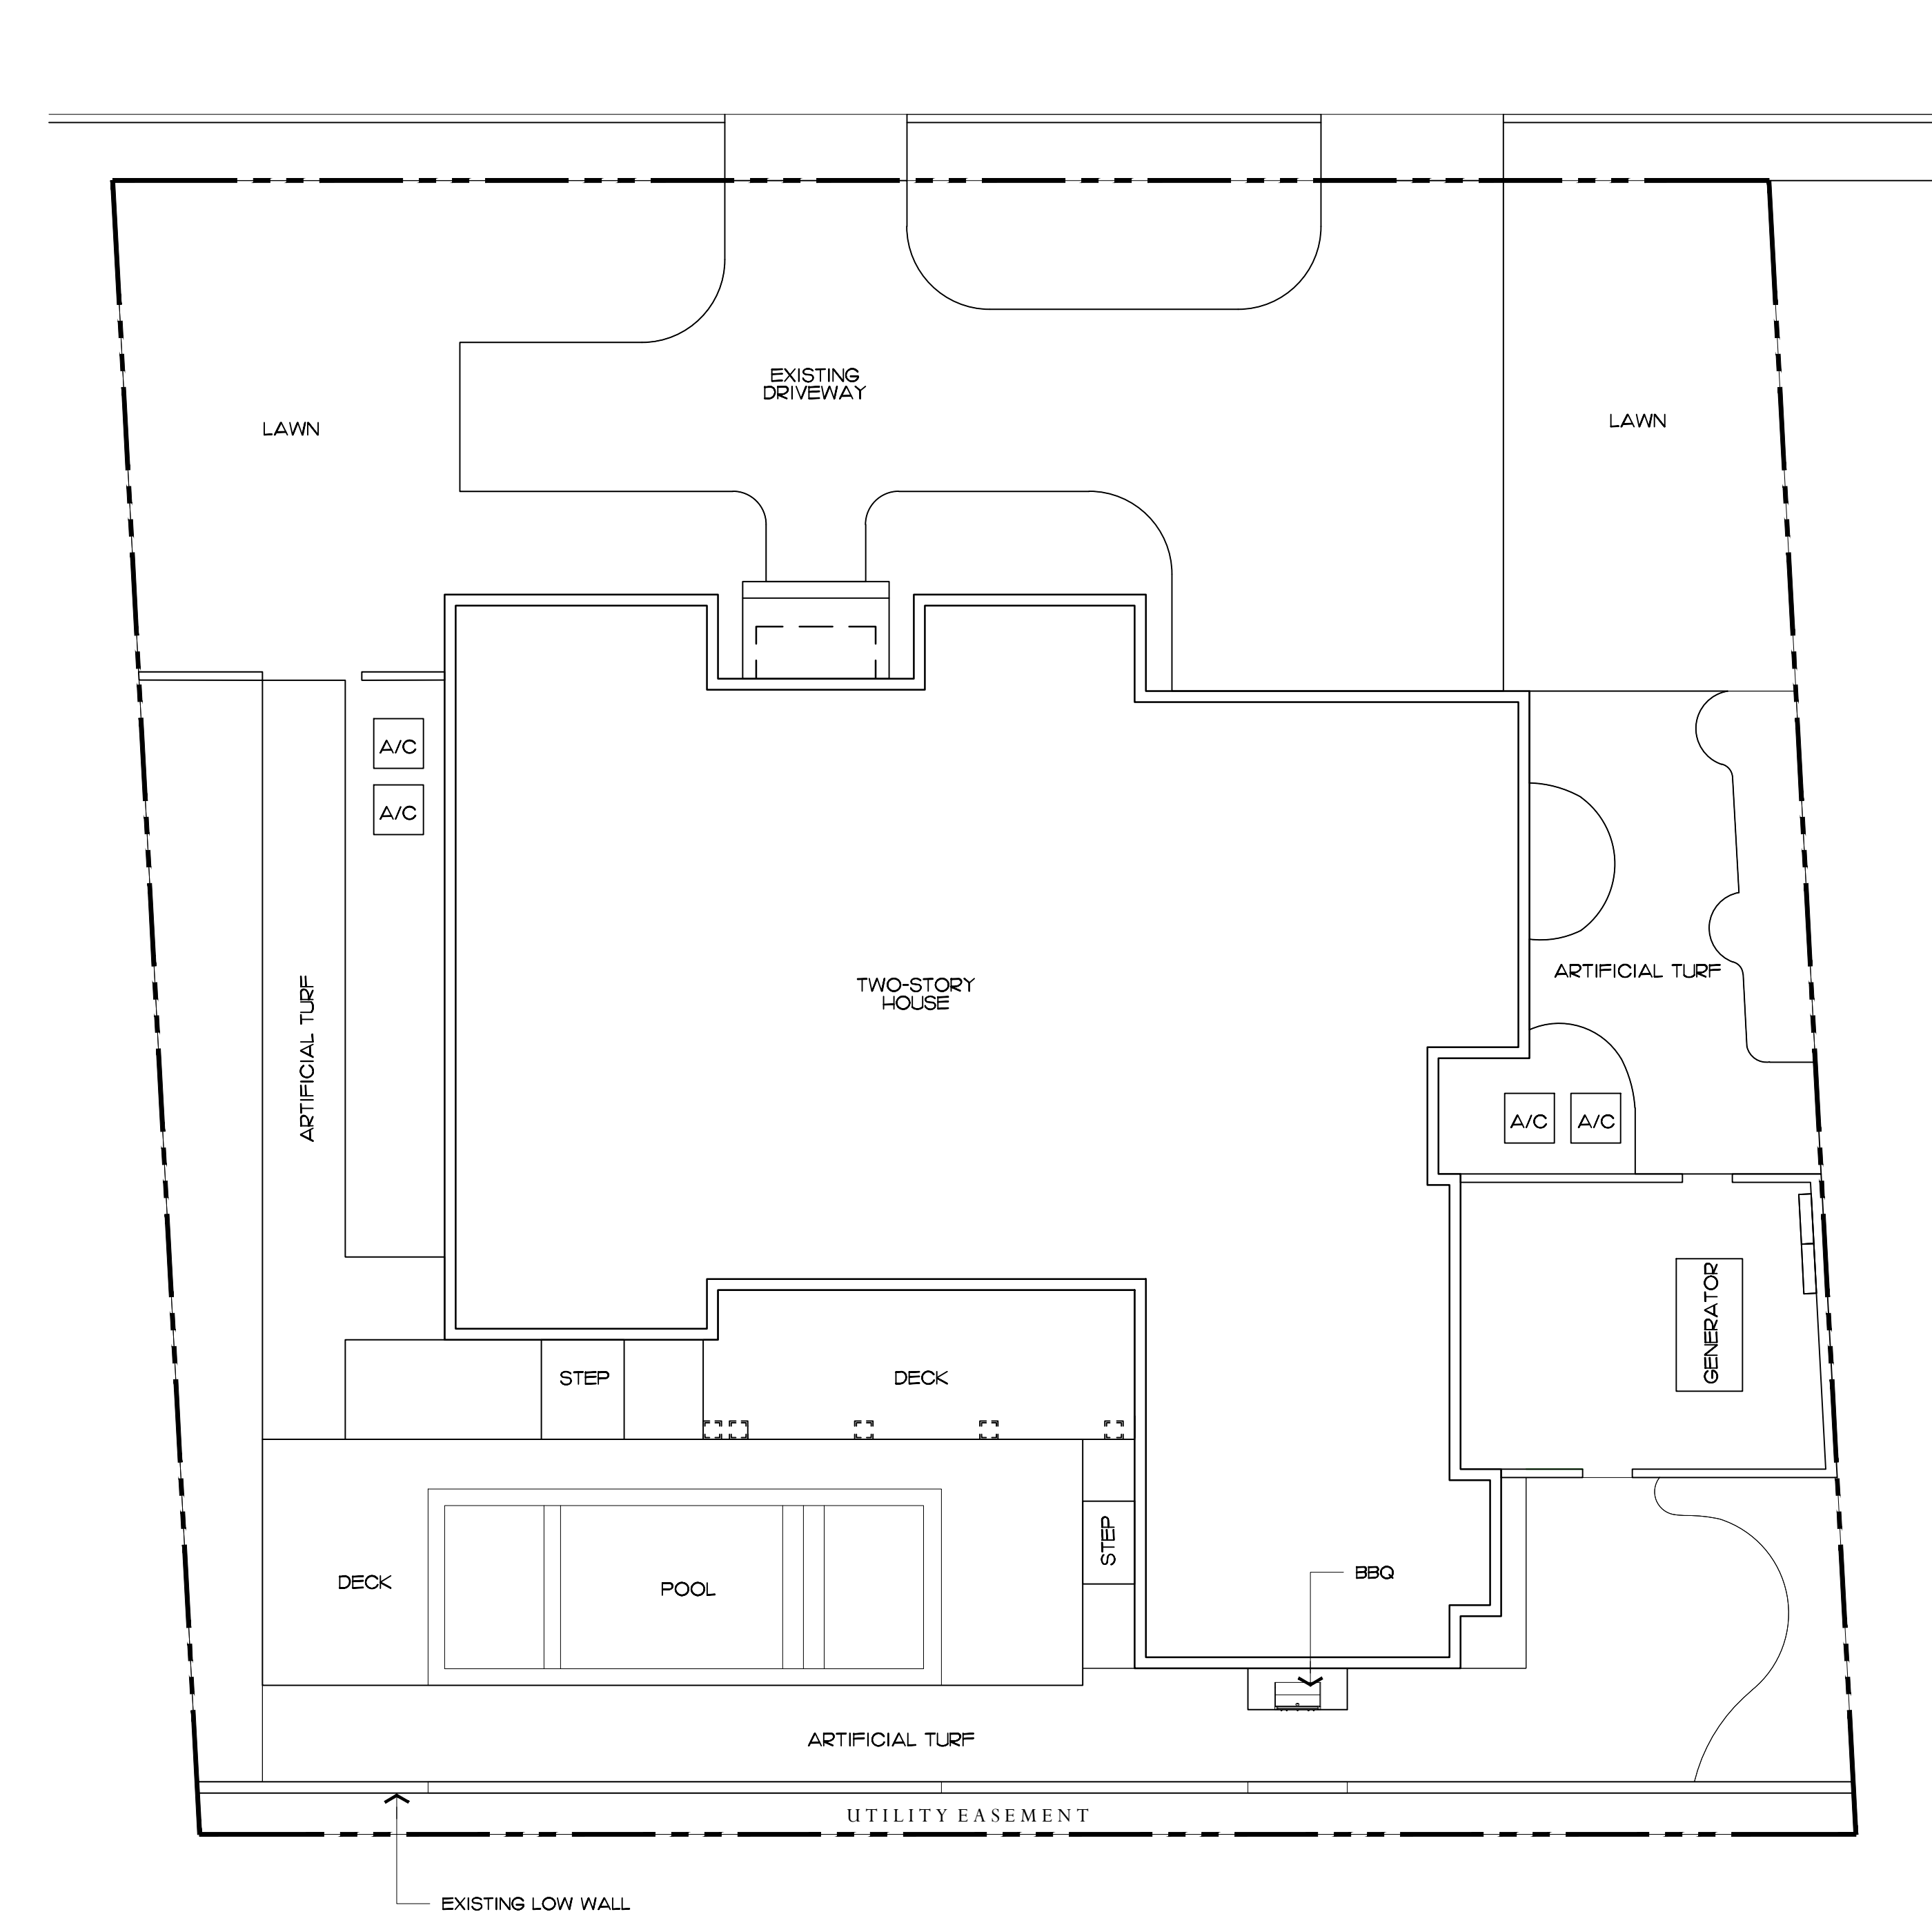 EXISTING
DRIVEWAY
LAWN
LAWN
A/C
A/C
TWO-STORY
HOUSE
ARTIFICIAL TURF
ARTIFICIAL TURF
A/C
A/C
GENERATOR
STEP
DECK
STEP
BBQ
DECK
POOL
ARTIFICIAL TURF
UTILITY EASEMENT
EXISTING LOW WALL